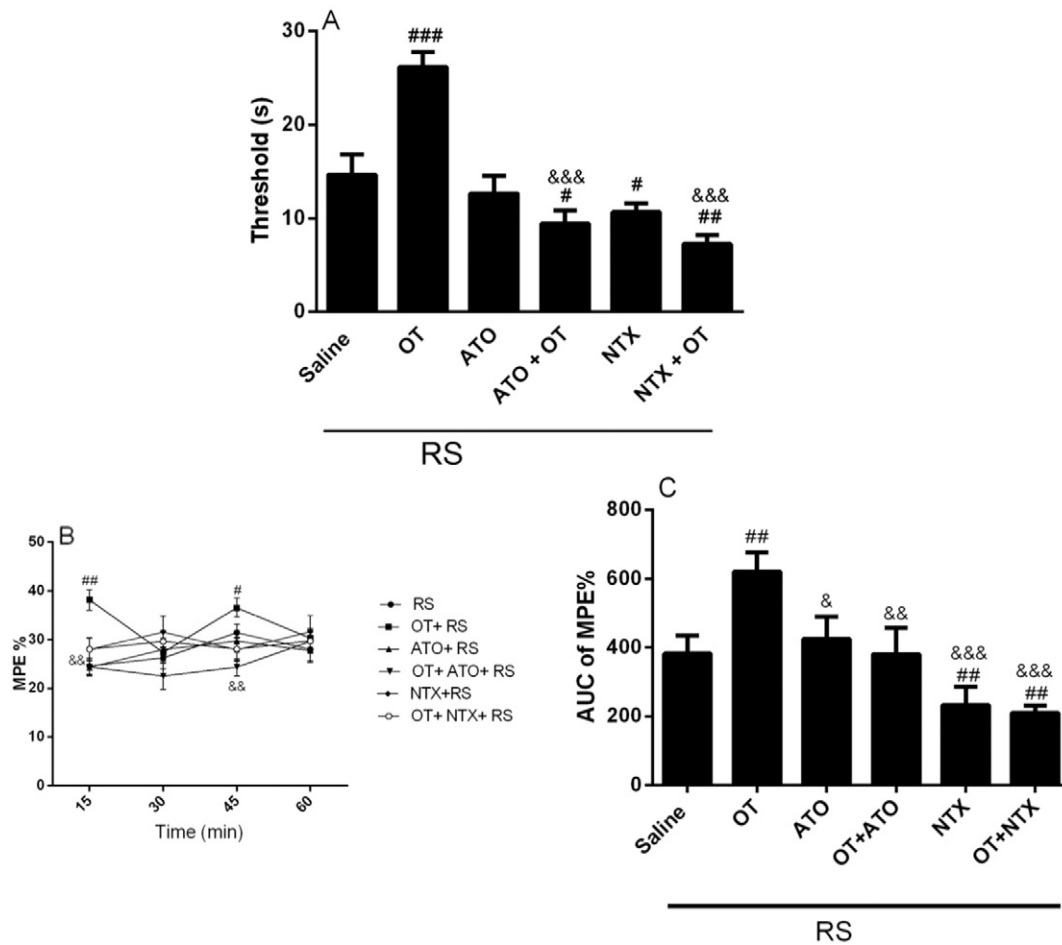 A
Threshold (s)
30
20
10
0
###
&&&
#
#
&&&
##
Saline
OT
ATO
ATO + OT
NTX
NTX + OT
RS
B
MPE %
50
40
30
20
10
0
##
#
&&
&&
15
30
45
60
Time (min)
RS
OT+ RS
ATO+ RS
OT+ ATO+ RS
NTX+RS
OT+ NTX+ RS
C
AUC of MPE%
800
600
400
200
0
##
&
&&
&&&
##
&&&
##
Saline
OT
ATO
OT+ATO
NTX
OT+NTX
RS